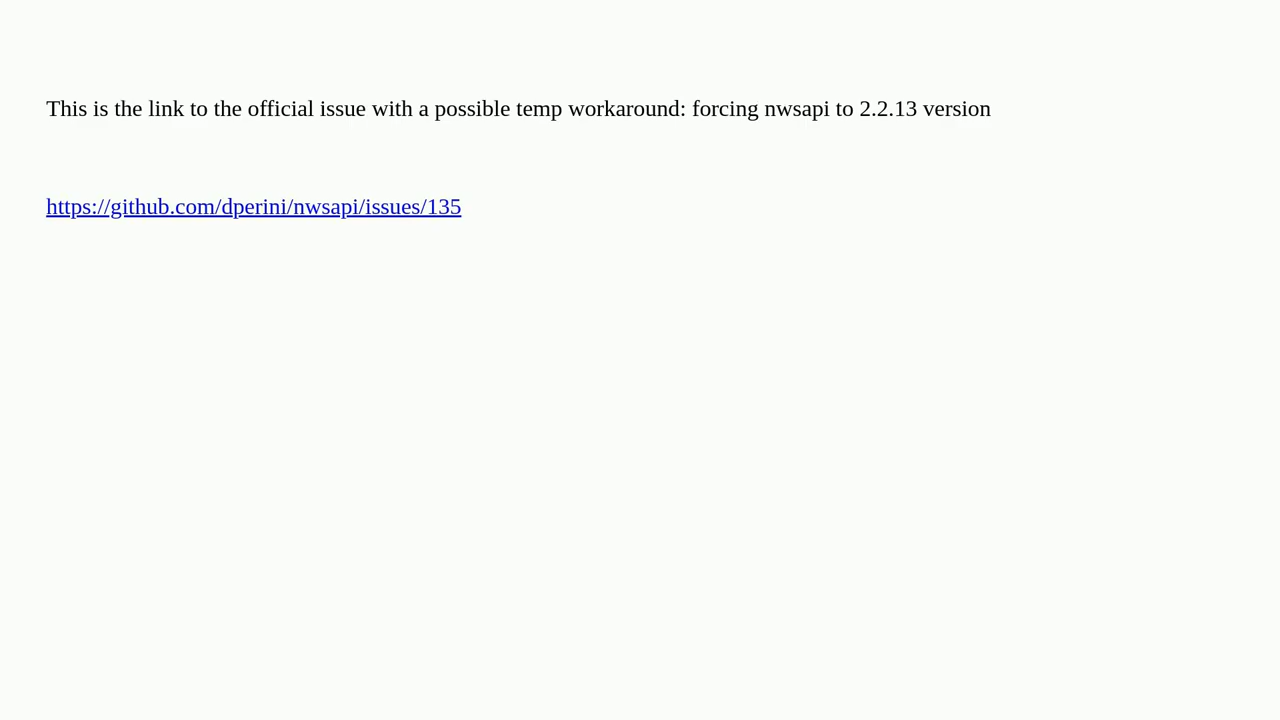 This is the link to the official issue with a possible temp workaround: forcing nwsapi to 2.2.13 version
https://github.com/dperini/nwsapi/issues/135